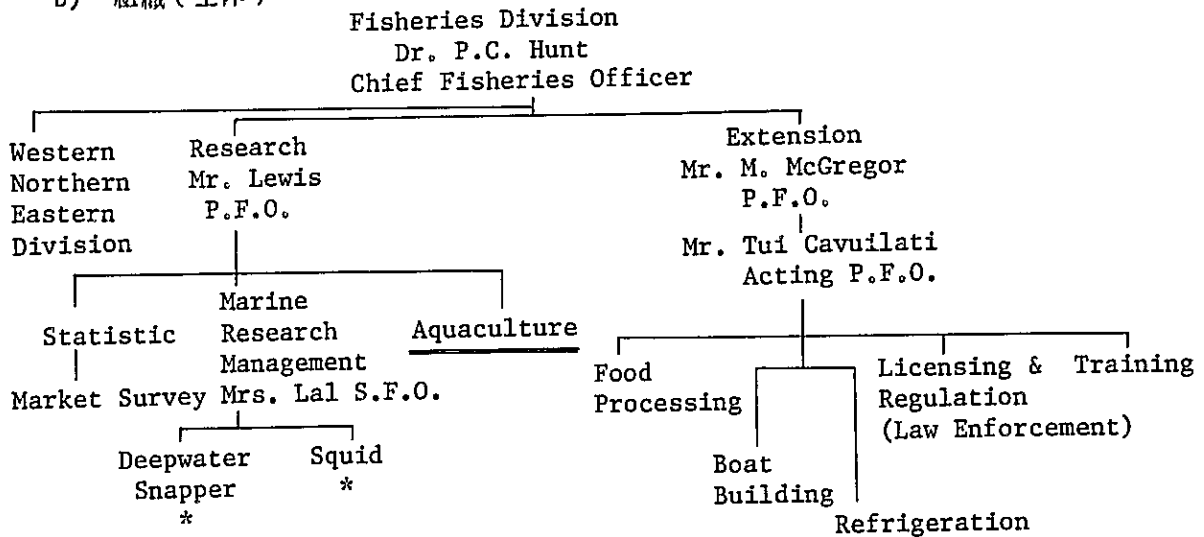 Fisheries Division
Dr. P.C. Hunt
Chief Fisheries Officer
Western
Northern
Eastern
Division
Research
Mr. Lewis
P.F.O.
Extension
Mr. M. McGregor
P.F.O.
Mr. Tui Cavuilati
Acting P.F.O.
Statistic
Market Survey
Marine
Research
Management
Mrs. Lal S.F.O.
Aquaculture
Deepwater
Snapper
*
Squid
*
Food
Processing
Boat
Building
Refrigeration
Licensing &
Regulation
(Law Enforcement)
Training